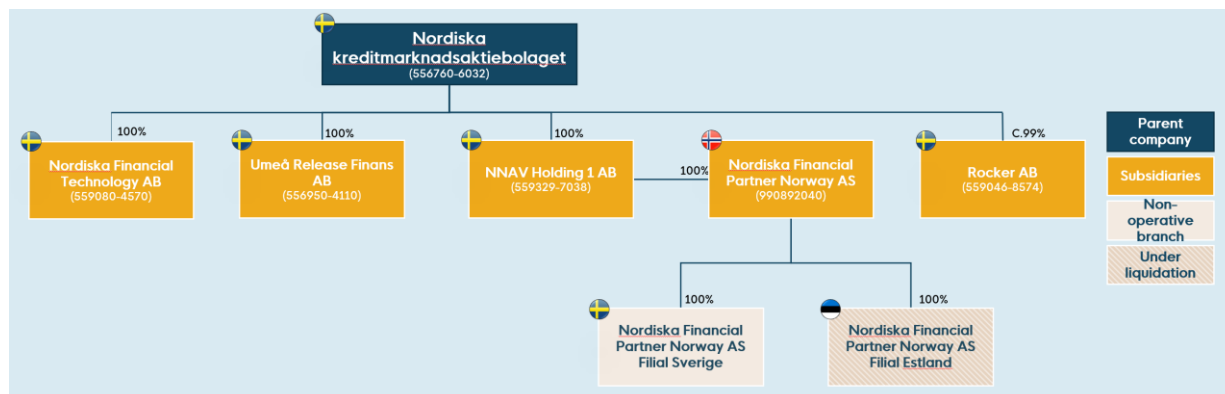 Nordiska
kreditmarknadsaktiebolaget
(556760-6032)
100%
100%
100%
C.99%
Nordiska Financial
Technology AB
(559080-4570)
Umeå Release Finans
AB
(556950-4110)
NNAV Holding 1 AB
(559329-7038)
100%
Nordiska Financial
Partner Norway AS
(990892040)
Rocker AB
(559046-8574)
Parent
company
Subsidiaries
Non-
operative
branch
Under
liquidation
100%
100%
Nordiska Financial
Partner Norway AS
Filial Sverige
Nordiska Financial
Partner Norway AS
Filial Estland